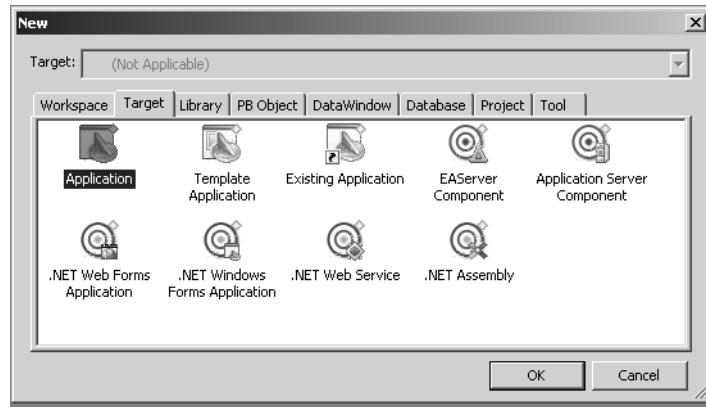 New
Target: (Not Applicable)
Workspace Target Library PB Object DataWindow Database Project Tool
Application
Template
Application
Existing Application
EAServer
Component
Application Server
Component
.NET Web Forms
Application
.NET Windows
Forms Application
.NET Web Service
.NET Assembly
OK Cancel